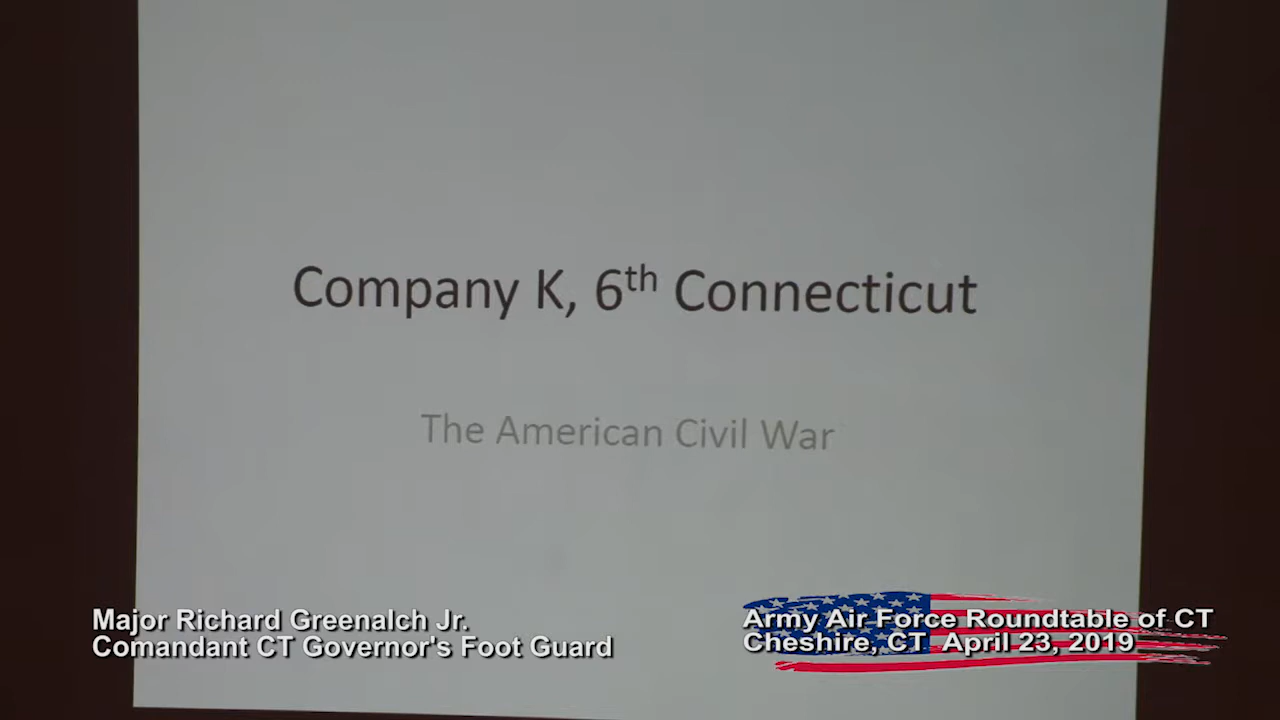 Company K, 6th Connecticut
The American Civil War
Major Richard Greenalch Jr.
Comandant CT Governor's Foot Guard
Army Air Force Roundtable of CT
Cheshire, CT April 23, 2019